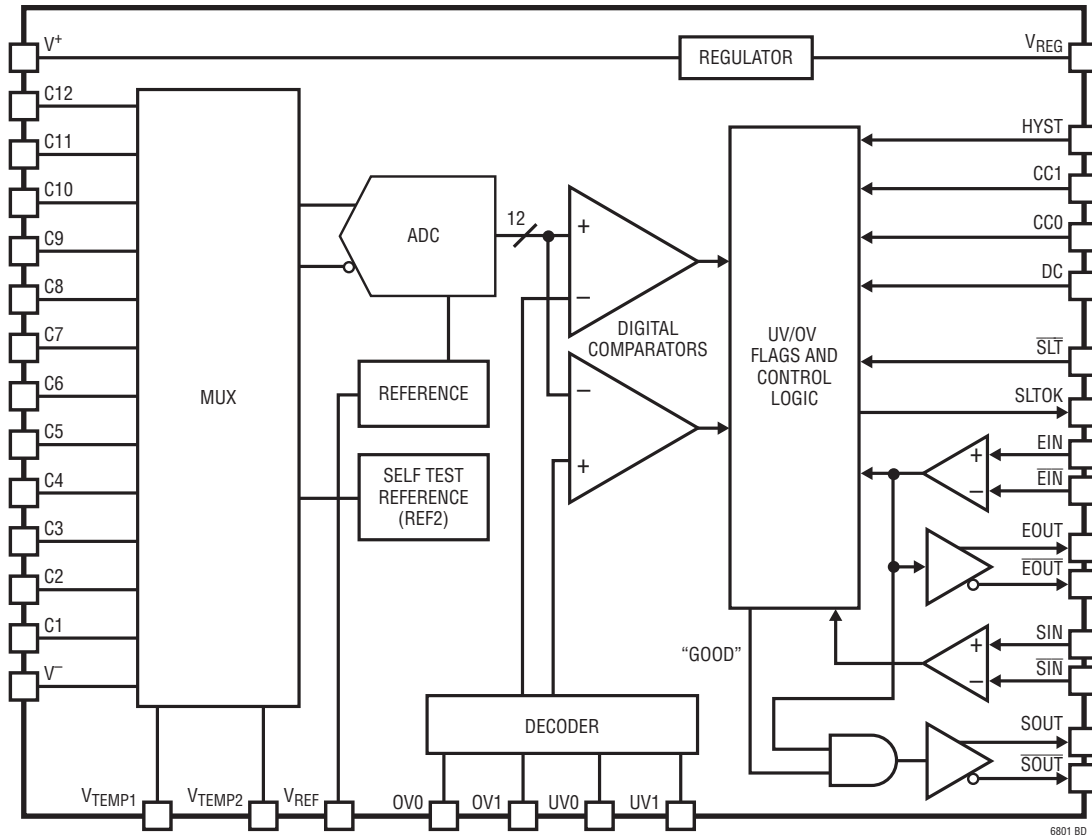 V+
REGULATOR
VREG
C12
C11
C10
C9
C8
C7
C6
C5
C4
C3
C2
C1
V–
MUX
ADC
12
REFERENCE
SELF TEST
REFERENCE
(REF2)
+
–
DIGITAL
COMPARATORS
–
+
UV/OV
FLAGS AND
CONTROL
LOGIC
HYST
CC1
CC0
DC
SLT
SLTOK
EIN
+
EIN
–
EOUT
EOUT
SIN
+
SIN
–
SOUT
SOUT
“GOOD”
DECODER
VTEMP1
VTEMP2
VREF
OV0
OV1
UV0
UV1
6801 BD